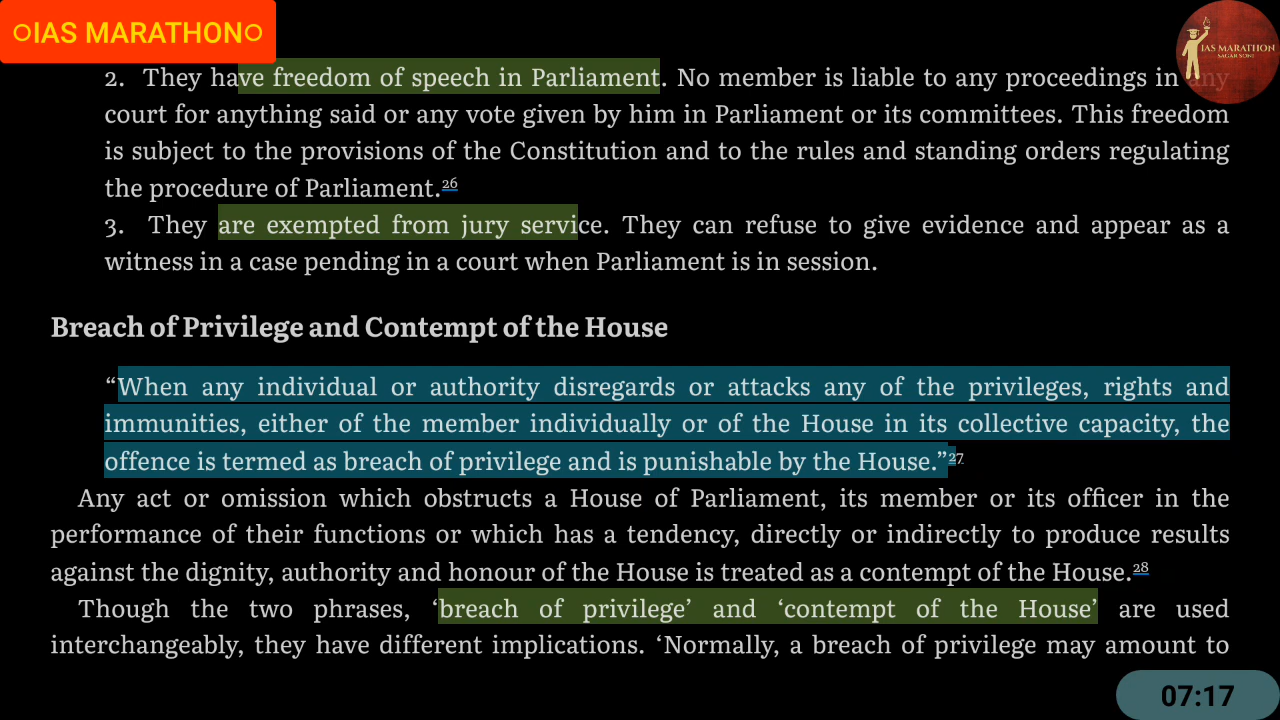 ○IAS MARATHON○
IAS MARATHON
SAGAR SONI
2. They have freedom of speech in Parliament. No member is liable to any proceedings in any
court for anything said or any vote given by him in Parliament or its committees. This freedom
is subject to the provisions of the Constitution and to the rules and standing orders regulating
the procedure of Parliament.26
3. They are exempted from jury service. They can refuse to give evidence and appear as a
witness in a case pending in a court when Parliament is in session.
Breach of Privilege and Contempt of the House
“When any individual or authority disregards or attacks any of the privileges, rights and
immunities, either of the member individually or of the House in its collective capacity, the
offence is termed as breach of privilege and is punishable by the House.”27
Any act or omission which obstructs a House of Parliament, its member or its officer in the
performance of their functions or which has a tendency, directly or indirectly to produce results
against the dignity, authority and honour of the House is treated as a contempt of the House.28
Though the two phrases, ‘breach of privilege’ and ‘contempt of the House’ are used
interchangeably, they have different implications. ‘Normally, a breach of privilege may amount to
07:17